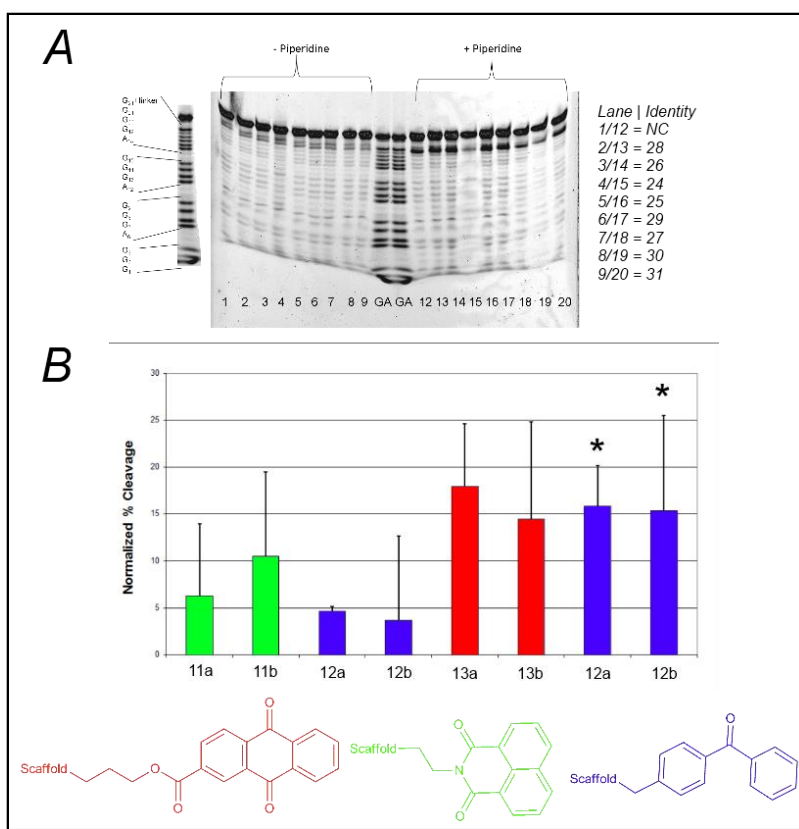 A
- Piperidine
+ Piperidine
linker
Lane | Identity
1/12 = NC
2/13 = 28
3/14 = 26
4/15 = 24
5/16 = 25
6/17 = 29
7/18 = 27
8/19 = 30
9/20 = 31
1 2 3 4 5 6 7 8 9 GA GA 12 13 14 15 16 17 18 19 20
B
30
25
20
15
10
5
0
Normalized % Cleavage
* *
11a 11b 12a 12b 13a 13b 12a 12b
Scaffold O O O O
Scaffold N O O
Scaffold O